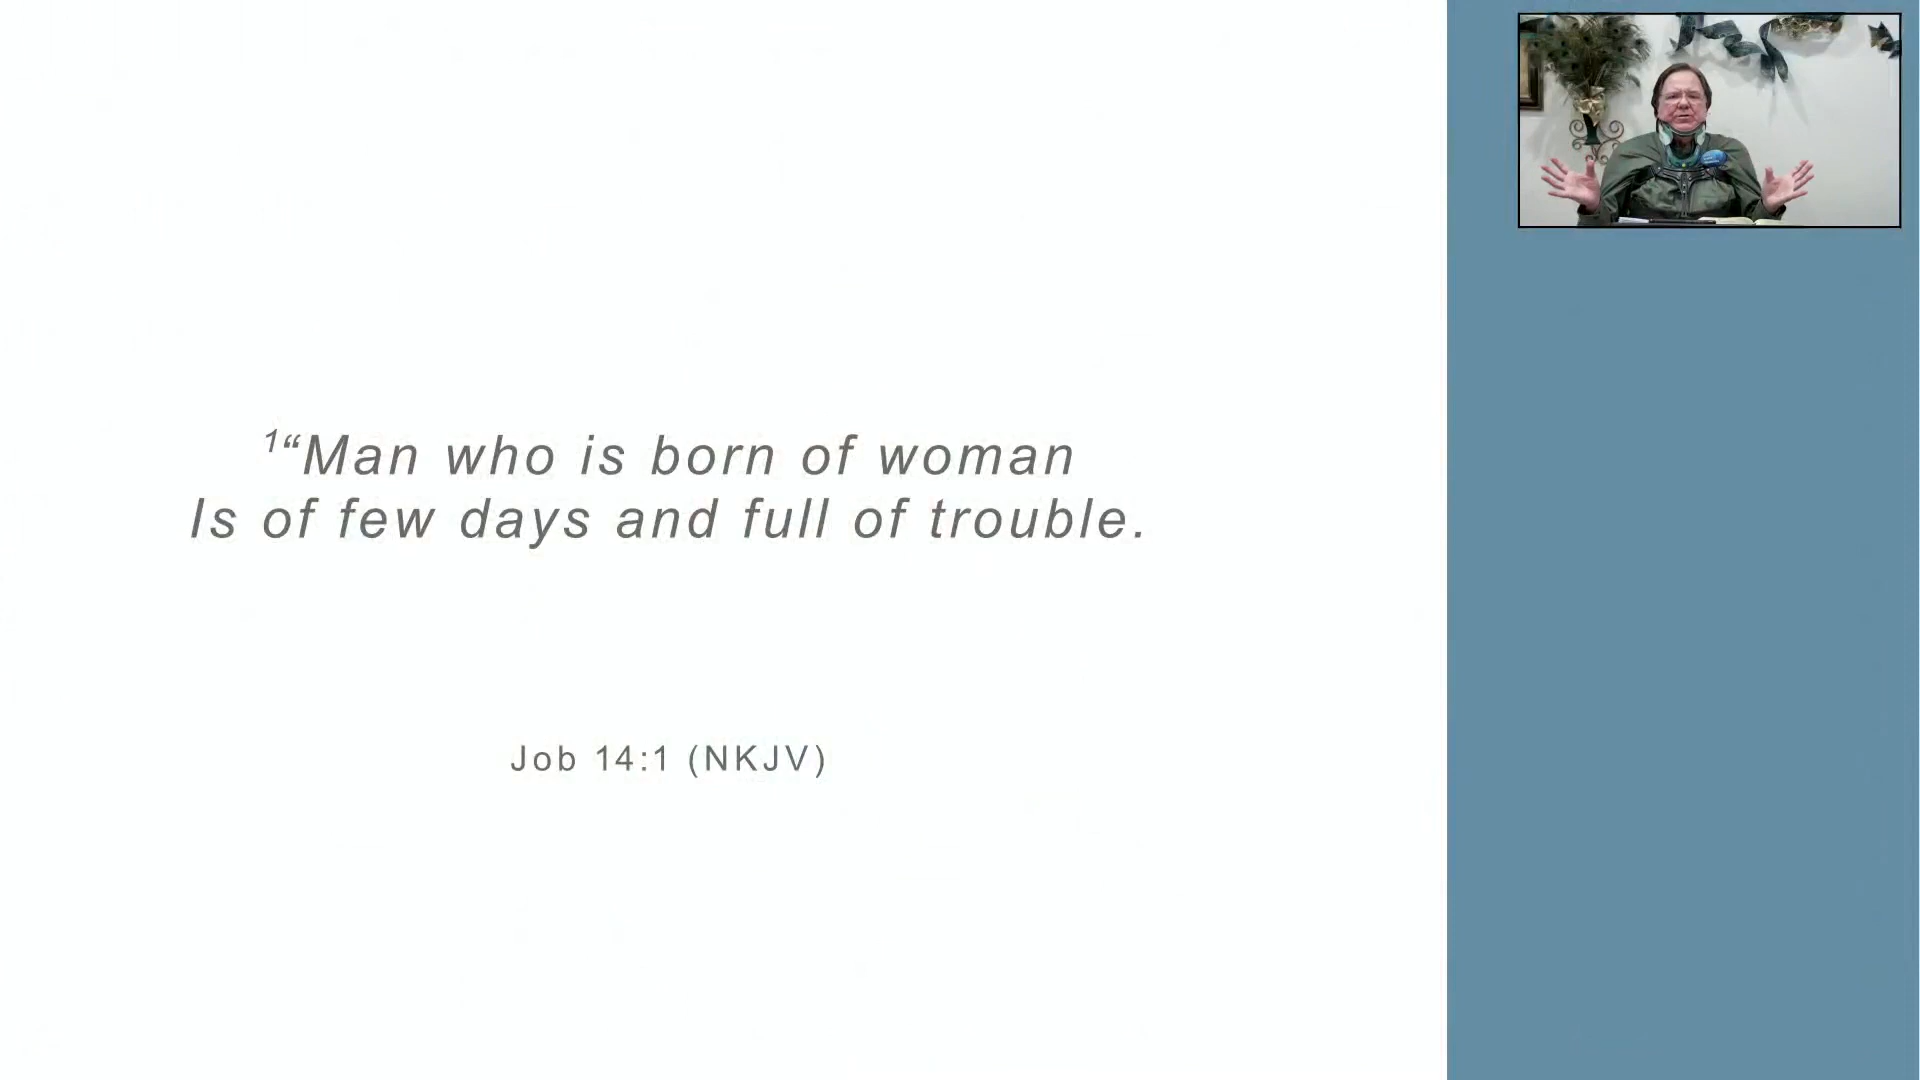 ¹“Man who is born of woman
Is of few days and full of trouble.
Job 14:1 (NKJV)